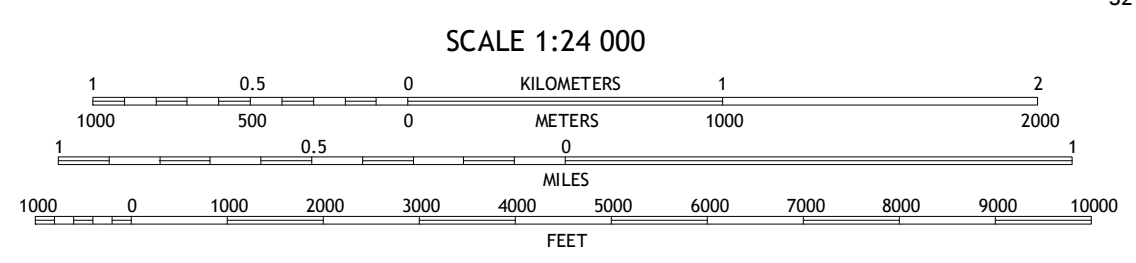 32
SCALE 1:24 000
1 0.5 0 KILOMETERS 1 2
1000 500 0 METERS 1000 2000
1 0.5 0 1
MILES
1000 0 1000 2000 3000 4000 5000 6000 7000 8000 9000 10000
FEET